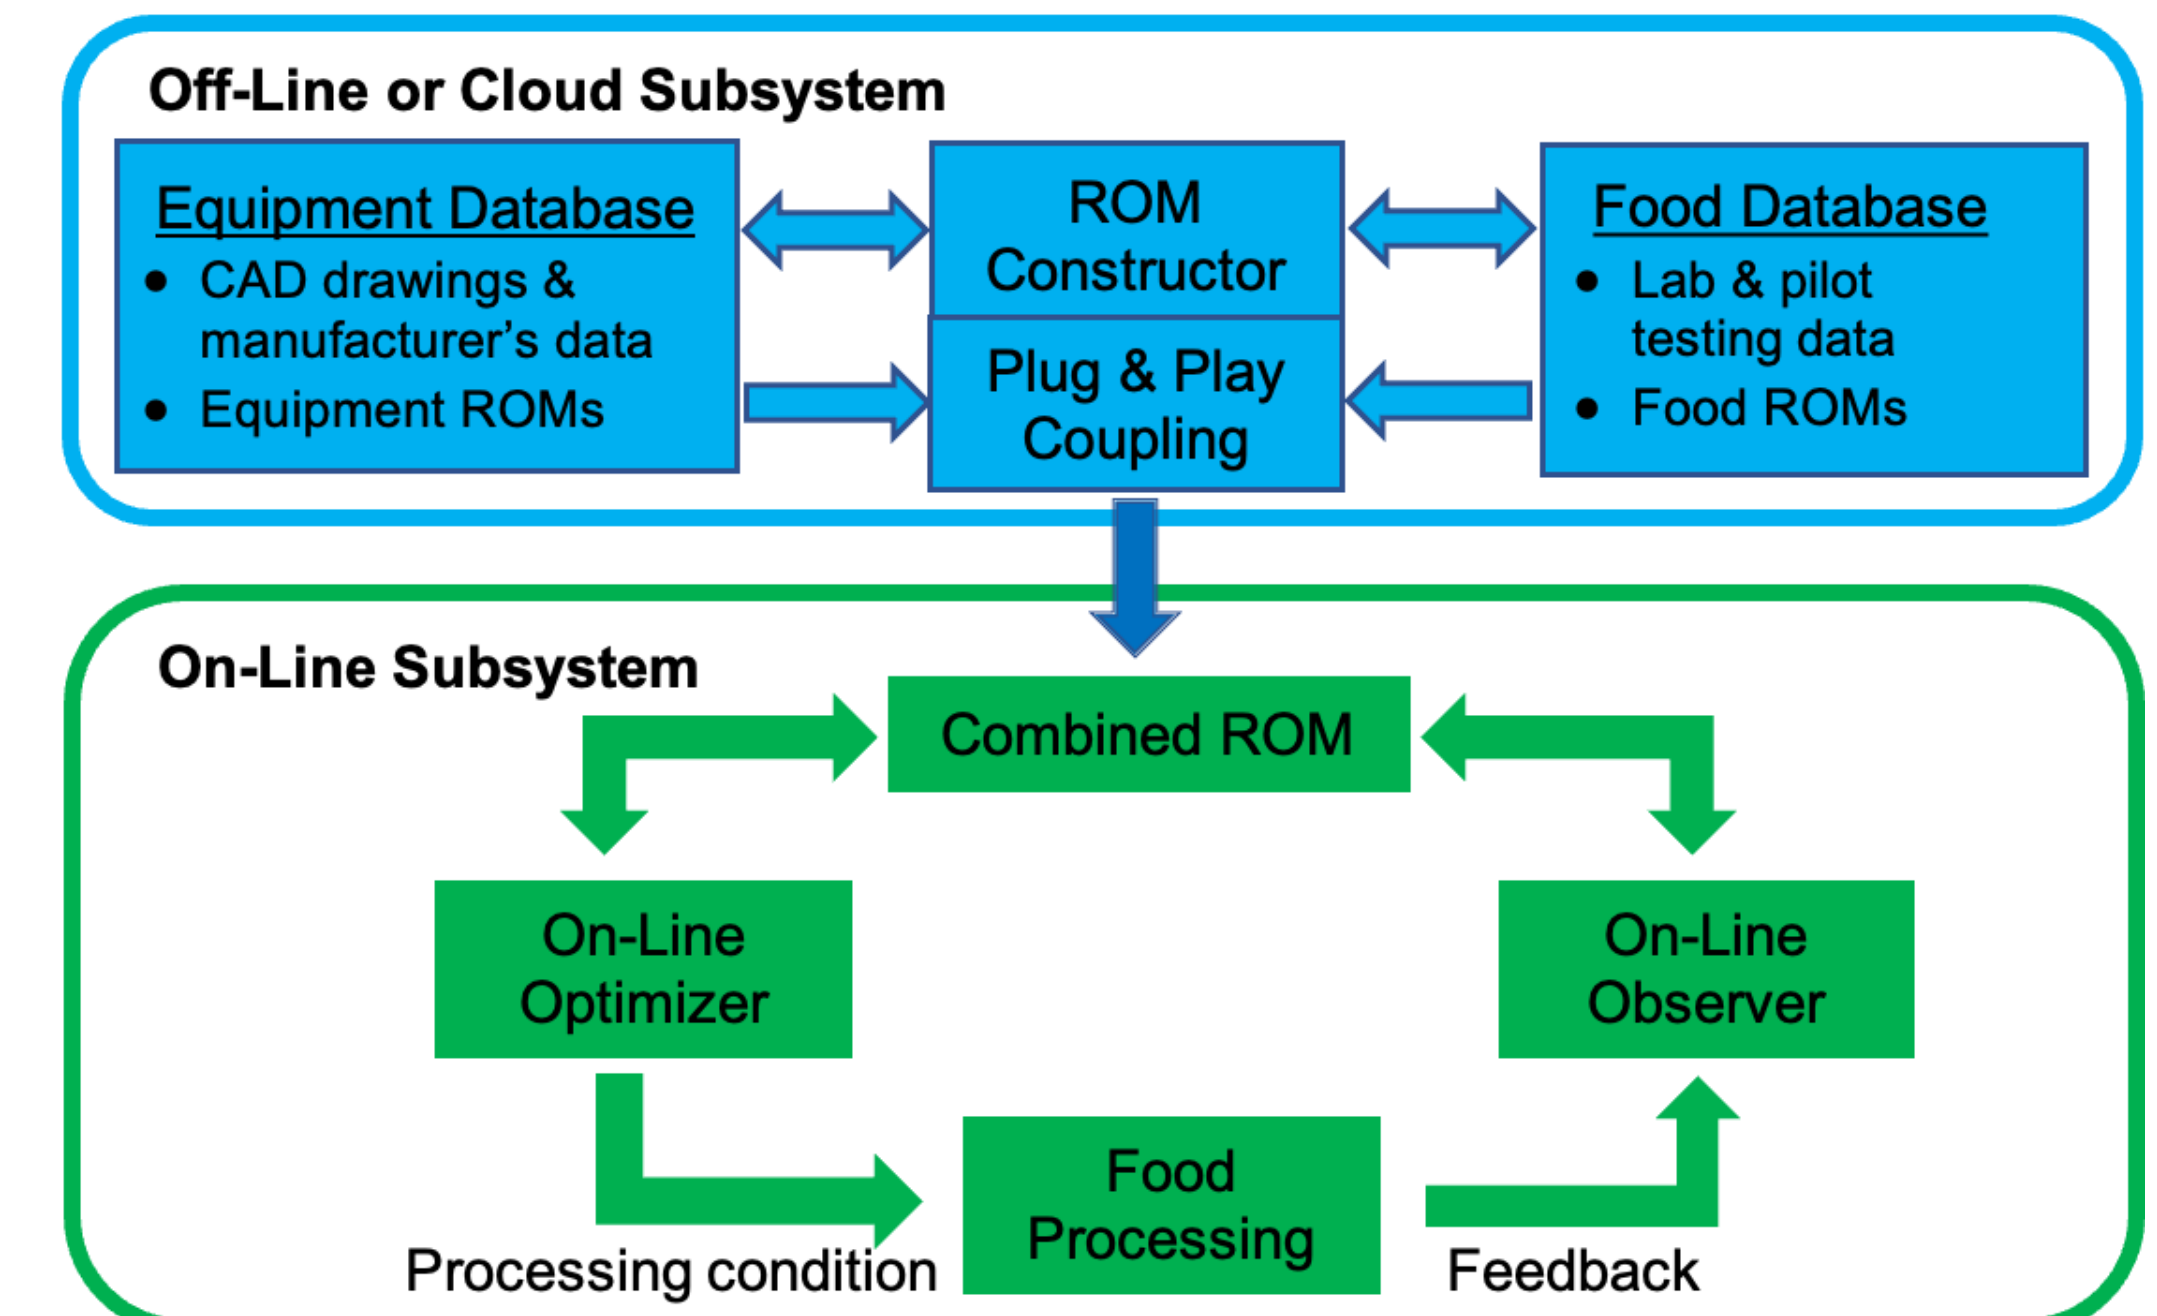 Off-Line or Cloud Subsystem
Equipment Database
● CAD drawings &
manufacturer’s data
● Equipment ROMs
ROM
Constructor
Plug & Play
Coupling
Food Database
● Lab & pilot
testing data
● Food ROMs
On-Line Subsystem
Combined ROM
On-Line
Optimizer
On-Line
Observer
Food
Processing
Processing condition
Feedback